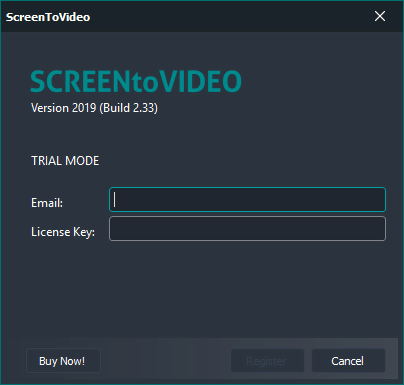 ScreenToVideo
SCREENtoVIDEO
Version 2019 (Build 2.33)
TRIAL MODE
Email:
License Key:
Buy Now!
Register
Cancel